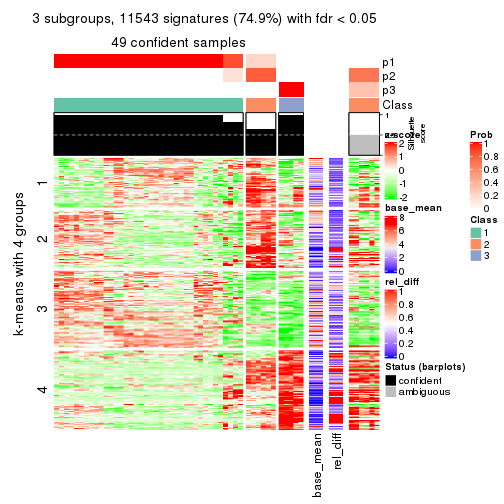 3 subgroups, 11543 signatures (74.9%) with fdr < 0.05
49 confident samples
p1
p2
p3
Class
1
Silhouette
score
z-score
2
1
0
-1
-2
base_mean
8
6
4
2
0
rel_diff
1
0.8
0.6
0.4
0.2
0
Status (barplots)
confident
ambiguous
Prob
1
0.8
0.6
0.4
0.2
0
Class
1
2
3
k-means with 4 groups
1
2
3
4
base_mean
rel_diff